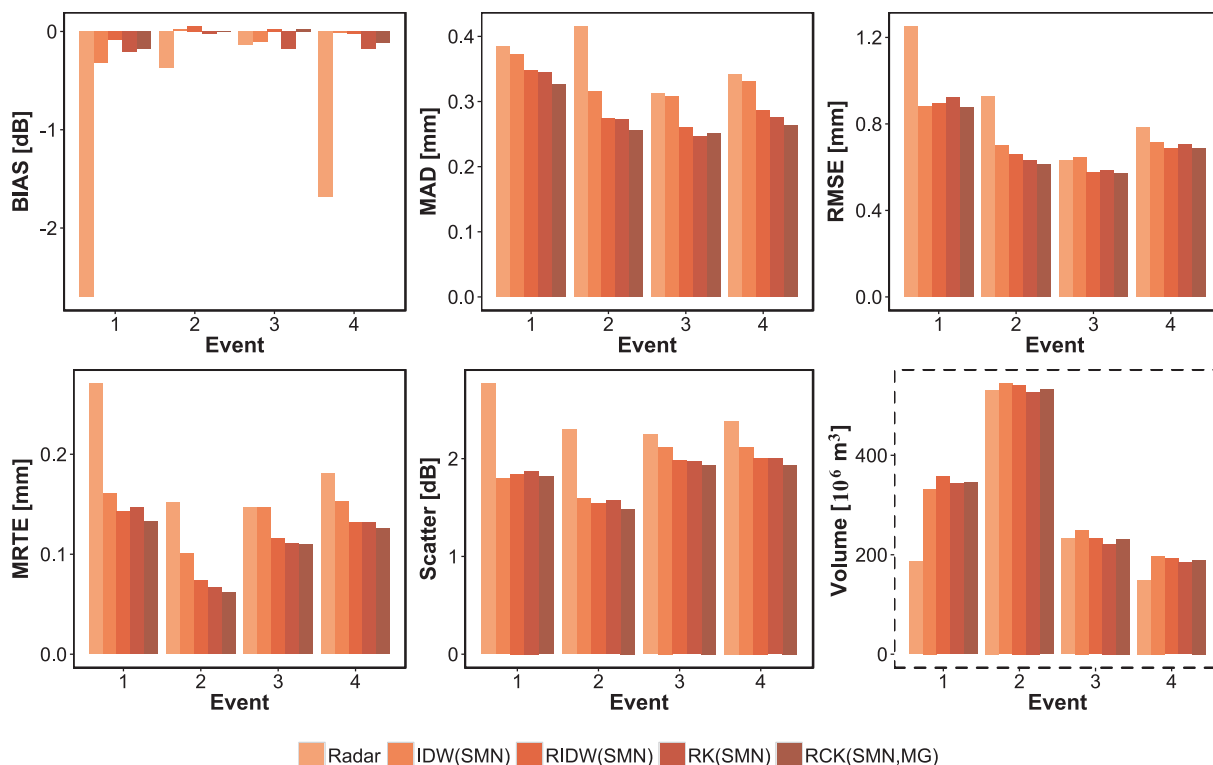 BIAS [dB]
0
-1
-2
1 2 3 4
Event
MAD [mm]
0.4
0.3
0.2
0.1
0.0
1 2 3 4
Event
RMSE [mm]
1.2
0.8
0.4
0.0
1 2 3 4
Event
MRTE [mm]
0.2
0.1
0.0
1 2 3 4
Event
Scatter [dB]
2
1
0
1 2 3 4
Event
Volume [10⁶ m³]
400
200
0
1 2 3 4
Event
Radar IDW(SMN) RIDW(SMN) RK(SMN) RCK(SMN,MG)